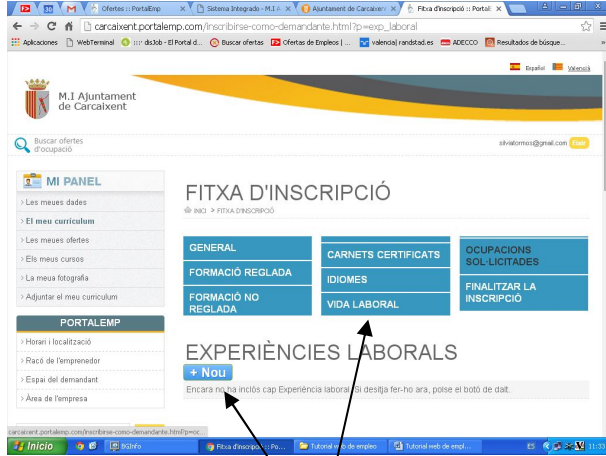 Ofertes :: PortalEmp
Sistema Integrado - M.I
Ajuntament de Carcaixent
Fitxa d'inscripció :: Portal
carcaixent.portalemp.com/inscribirse-como-demandante.html?p=exp_laboral
Aplicaciones WebTerminal El Portal d... Buscar ofertas Ofertas de Empleos | ... valencia| randstad.es ADECCO Resultados de búsque...
Español Valencià
M.I Ajuntament
de Carcaixent
Buscar ofertes
d'ocupació
silviatormos@gmail.com
MI PANEL
> Les meues dades
> El meu currículum
> Les meues ofertes
> Els meus cursos
> La meua fotografia
> Adjuntar el meu curriculum
PORTALEMP
> Horari i localització
> Racó de l'emprenedor
> Espai del demandant
> Àrea de l'empresa
FITXA D'INSCRIPCIÓ
INICI > FITXA D'INSCRIPCIÓ
GENERAL
FORMACIÓ REGLADA
FORMACIÓ NO
REGLADA
CARNETS CERTIFICATS
IDIOMES
VIDA LABORAL
OCUPACIONS
SOL·LICITADES
FINALITZAR LA
INSCRIPCIÓ
EXPERIÈNCIES LABORALS
+ Nou
Encara no ha inclòs cap Experiència laboral. Si desitja fer-ho ara, polse el botó de dalt.
carcaixent.portalemp.com/inscribirse-como-demandante.html?p=oc...
Inicio BGInfo Fitxa d'inscripció :: Po... Tutorial web de empleo Tutorial web de empl... ES 11:33